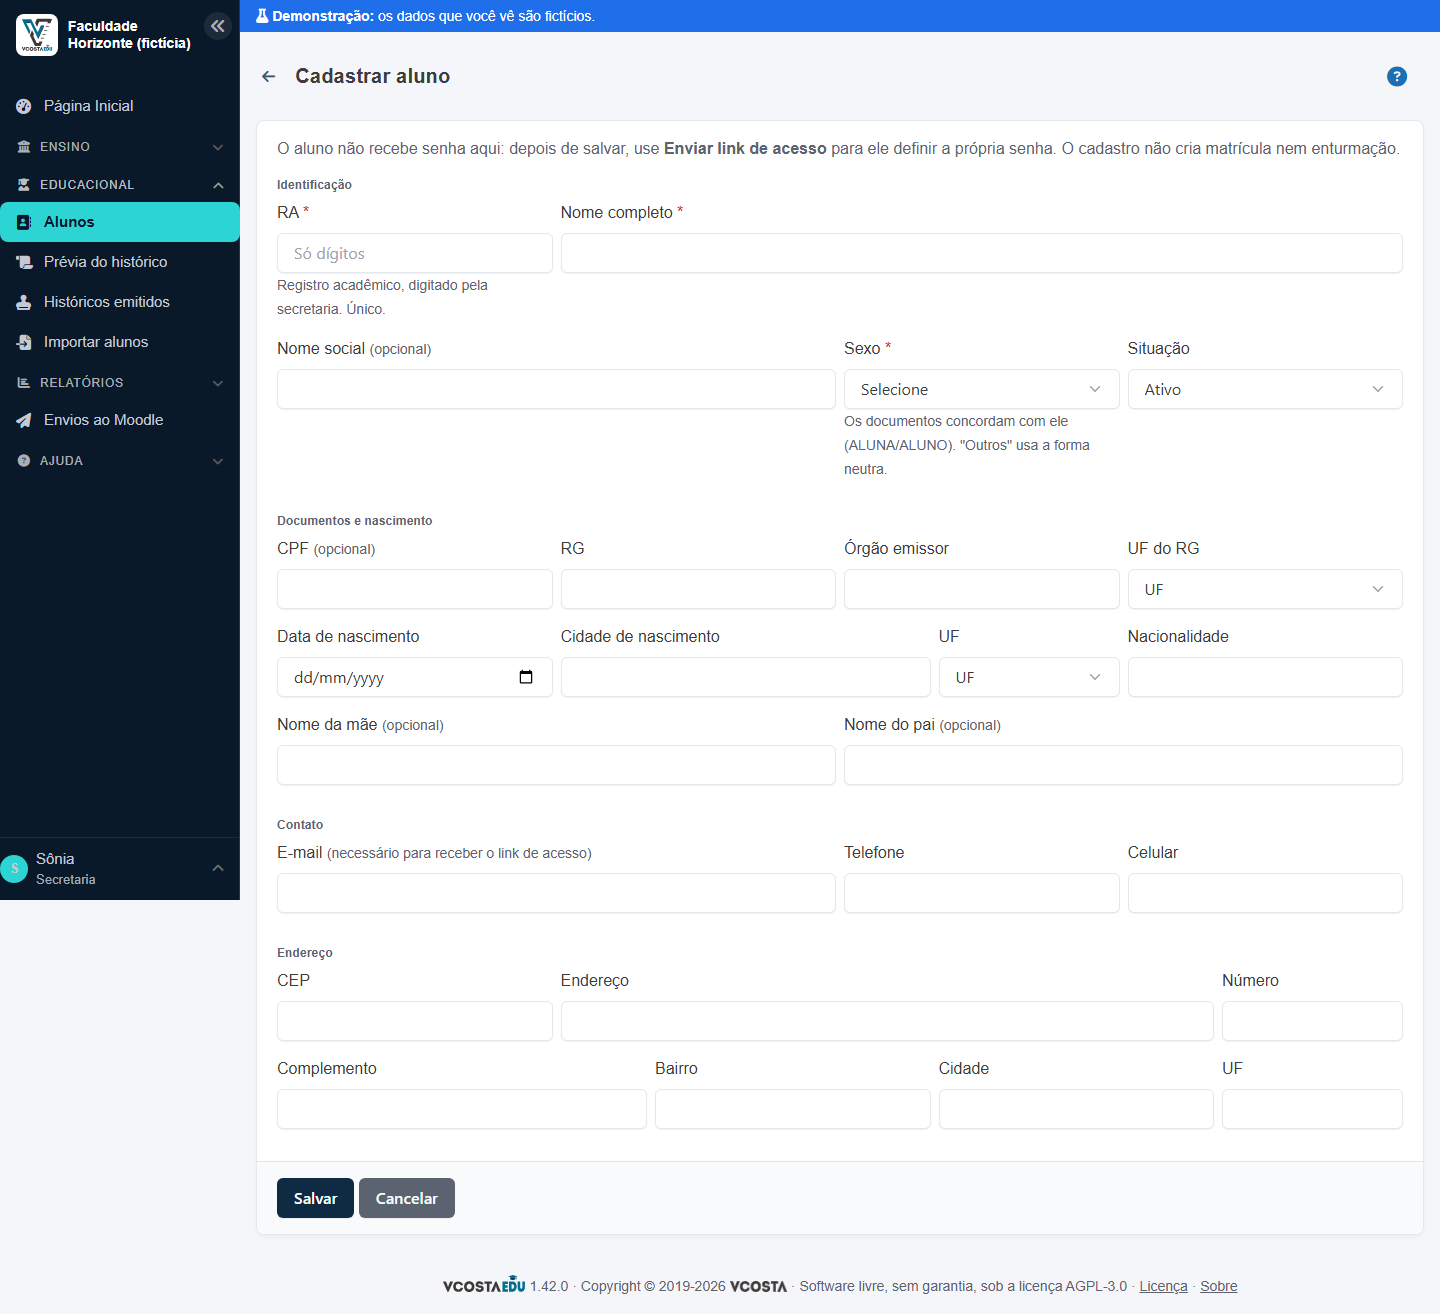 Faculdade
Horizonte (fictícia)
VCOSTAEDU
Demonstração: os dados que você vê são fictícios.
Página Inicial
ENSINO
EDUCACIONAL
Alunos
Prévia do histórico
Históricos emitidos
Importar alunos
RELATÓRIOS
Envios ao Moodle
AJUDA
S
Sônia
Secretaria
Cadastrar aluno
?
O aluno não recebe senha aqui: depois de salvar, use Enviar link de acesso para ele definir a própria senha. O cadastro não cria matrícula nem enturmação.
Identificação
RA * Nome completo *
Só dígitos
Registro acadêmico, digitado pela
secretaria. Único.
Nome social (opcional) Sexo * Situação
Selecione Ativo
Os documentos concordam com ele
(ALUNA/ALUNO). "Outros" usa a forma
neutra.
Documentos e nascimento
CPF (opcional) RG Órgão emissor UF do RG
UF
Data de nascimento Cidade de nascimento UF Nacionalidade
dd/mm/yyyy UF
Nome da mãe (opcional) Nome do pai (opcional)
Contato
E-mail (necessário para receber o link de acesso) Telefone Celular
Endereço
CEP Endereço Número
Complemento Bairro Cidade UF
Salvar Cancelar
VCOSTAEDU 1.42.0 · Copyright © 2019-2026 VCOSTA · Software livre, sem garantia, sob a licença AGPL-3.0 · Licença · Sobre